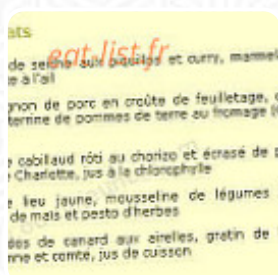 ats
eat-list.fr
de seiche aux piquillos et curry, marmel
e à l'ail
gnon de porc en croûte de feuilletage,
terrine de pommes de terre au fromage
cabillaud rôti au chorizo et écrasé de p
Charlotte, jus à la chlorophylle
lieu jaune, mousseline de légumes
de maïs et pesto d'herbes
de canard aux airelles, gratin de
nne et comté, jus de cuisson